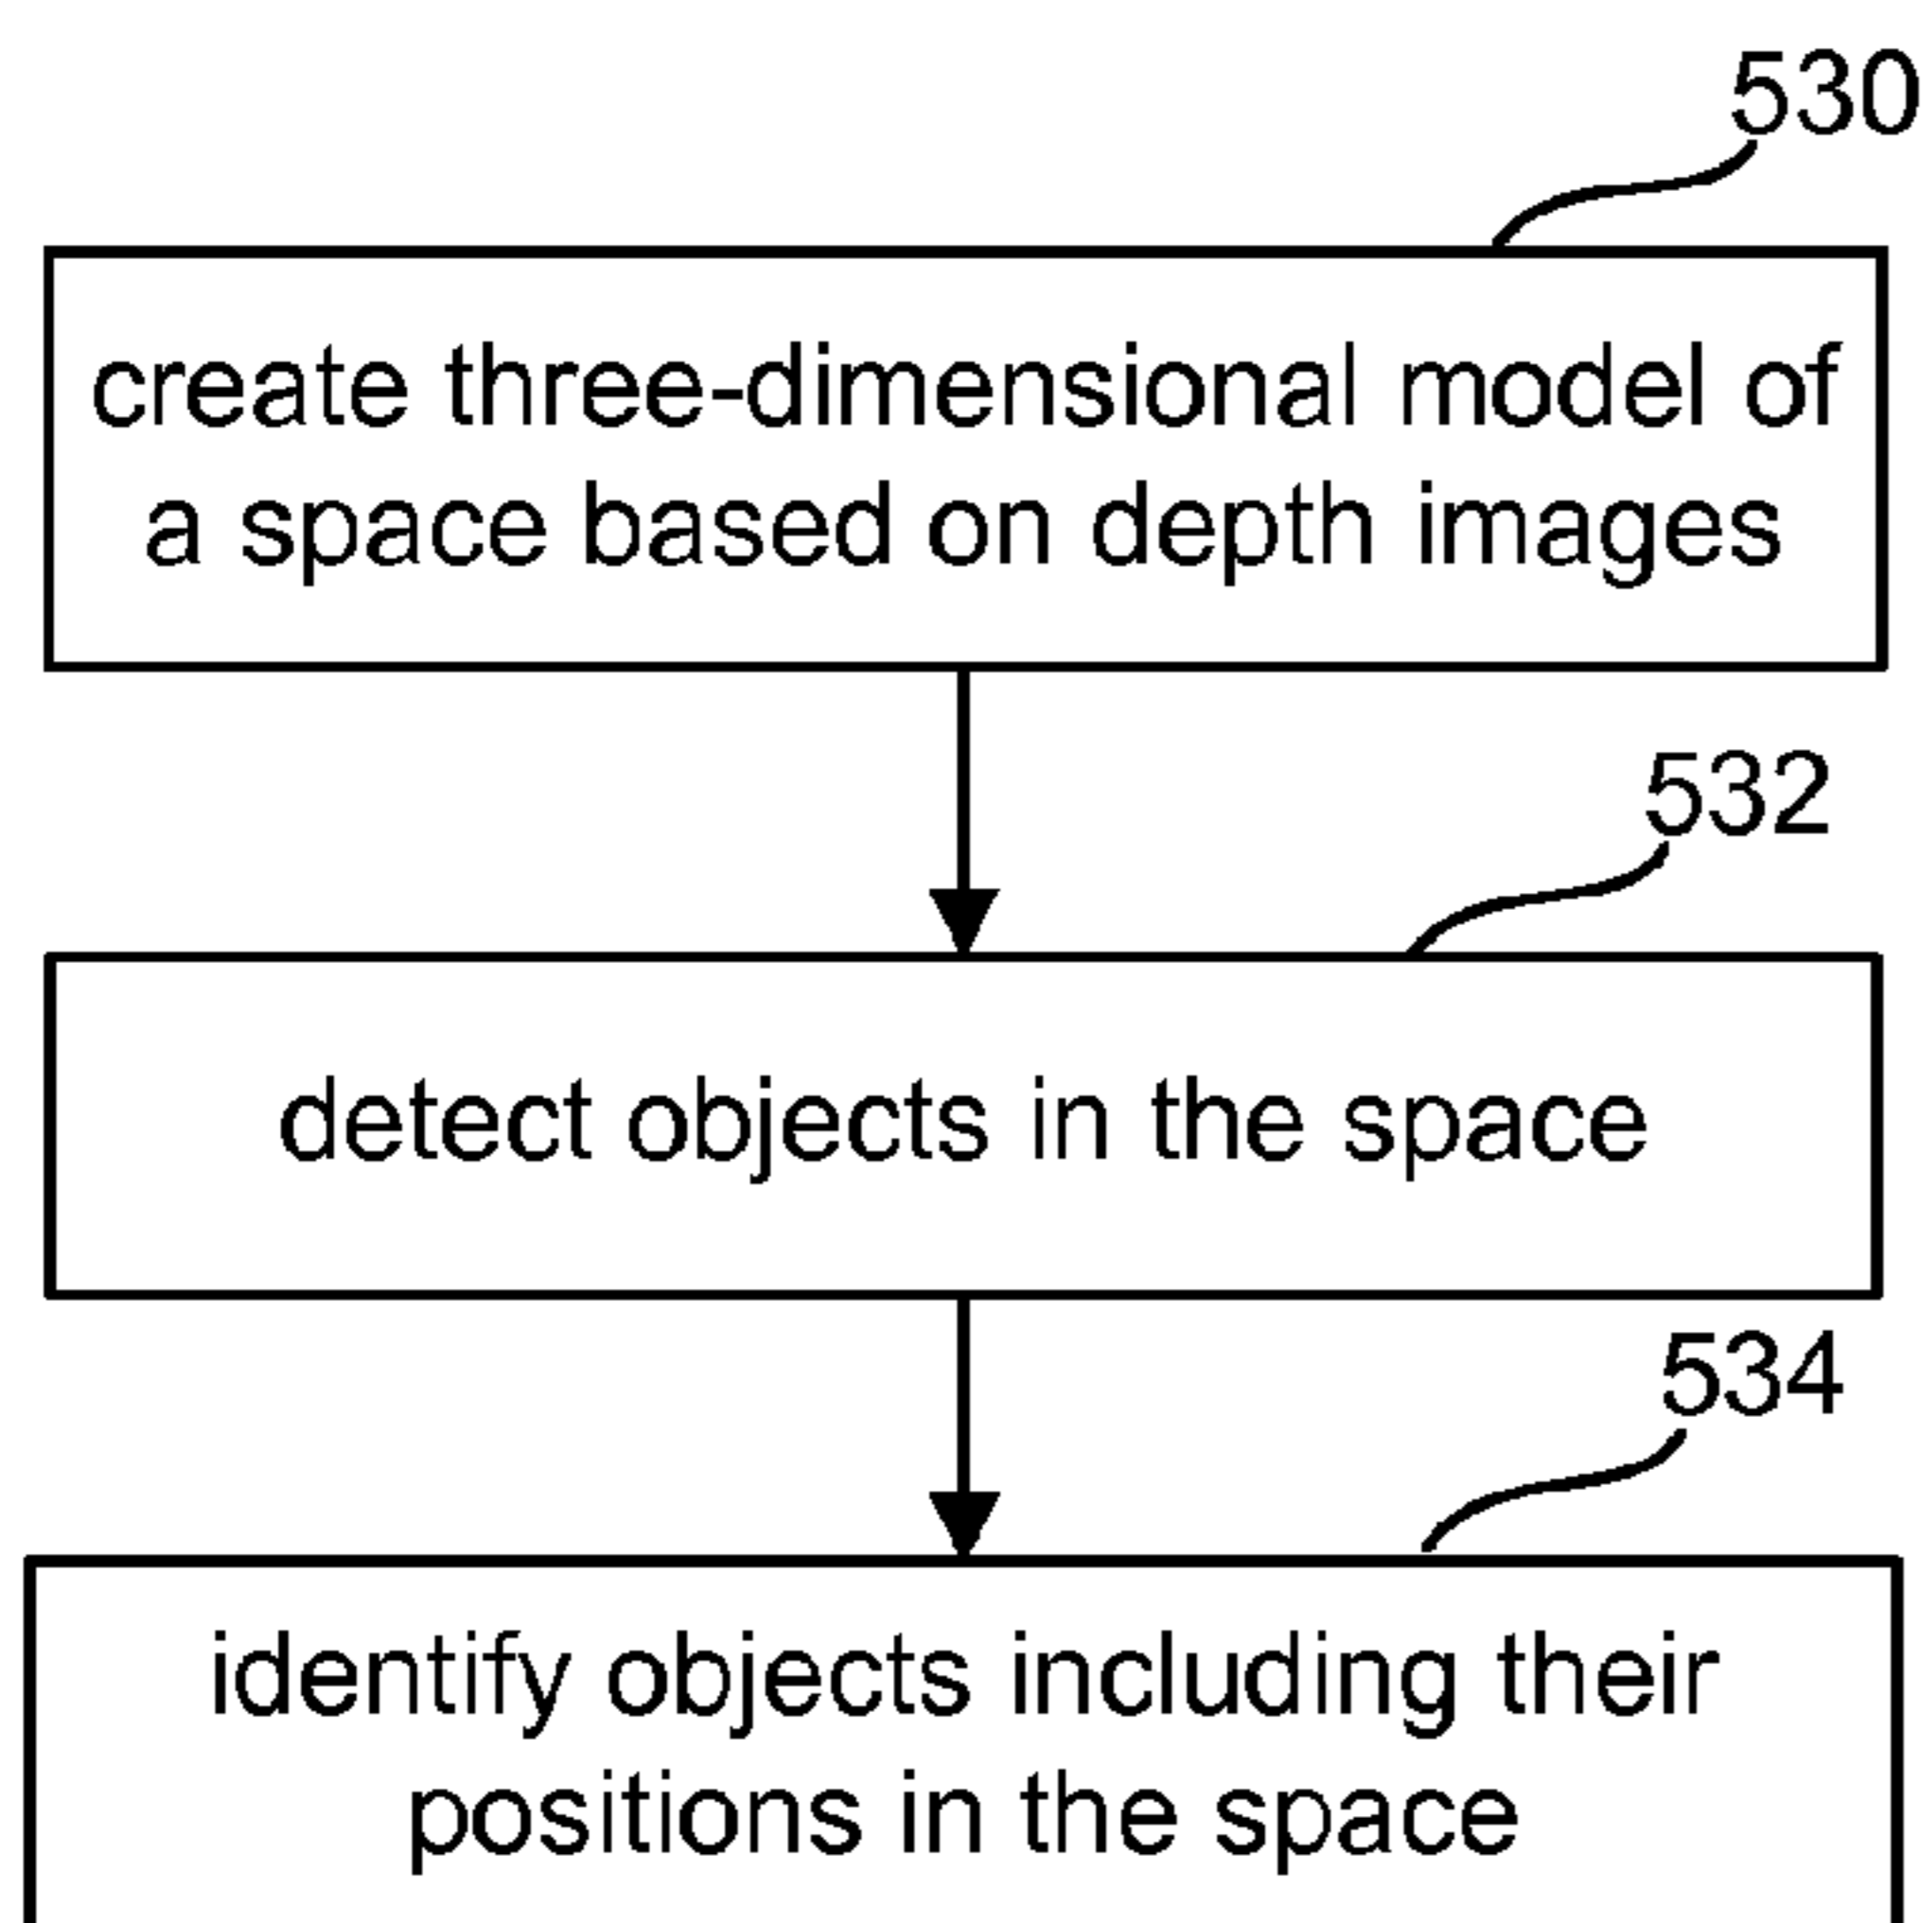 530
create three-dimensional model of
a space based on depth images
532
detect objects in the space
534
identify objects including their
positions in the space